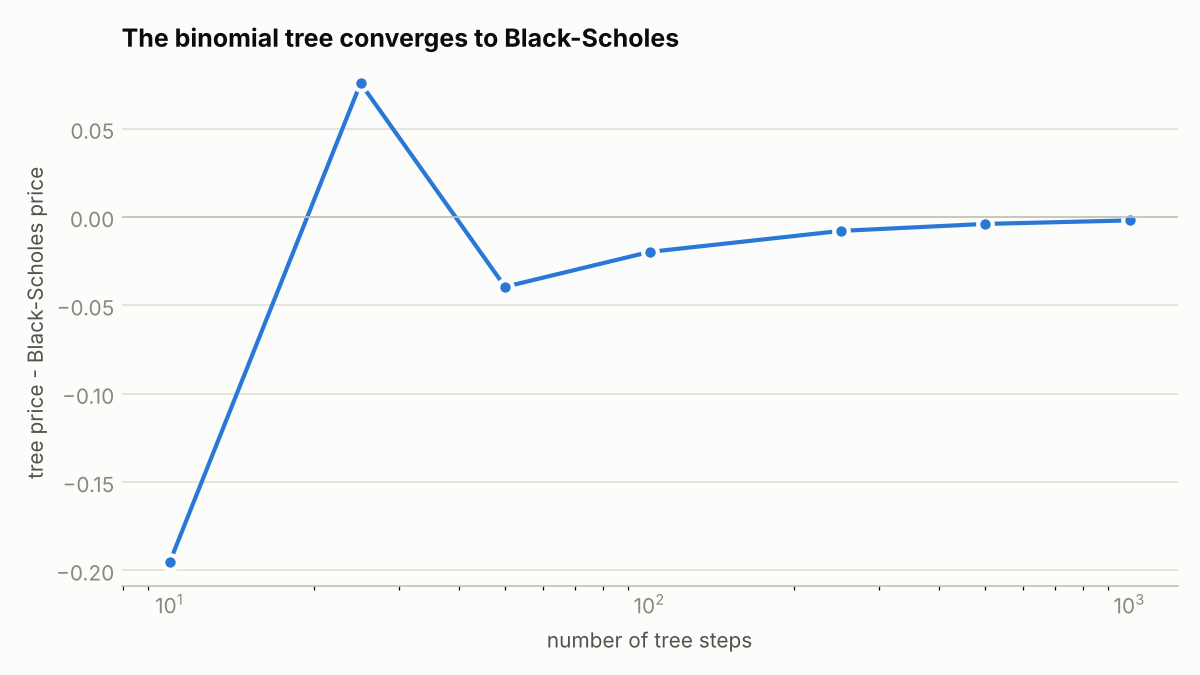 The binomial tree converges to Black-Scholes
tree price - Black-Scholes price
0.05
0.00
−0.05
−0.10
−0.15
−0.20
10¹ 10² 10³
number of tree steps